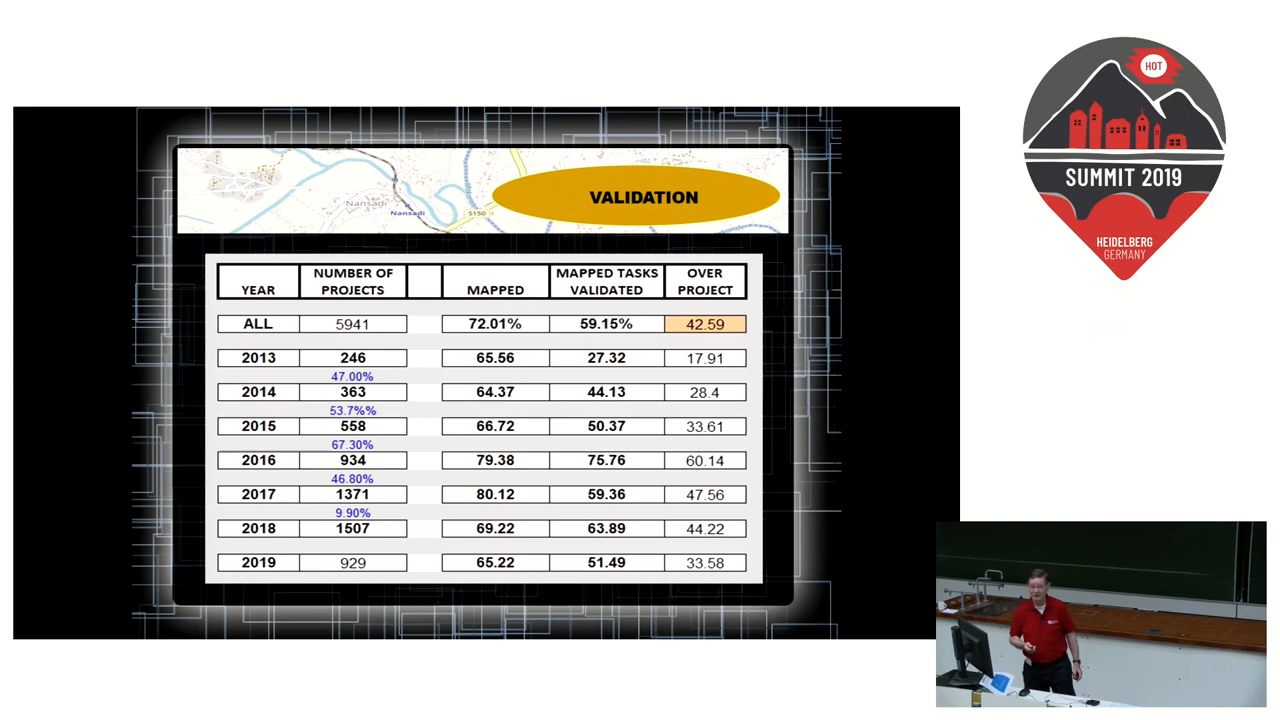 HOT
SUMMIT 2019
HEIDELBERG
GERMANY
VALIDATION
Nansadi
Nansadi
S150
YEAR NUMBER OF PROJECTS MAPPED MAPPED TASKS VALIDATED OVER PROJECT
ALL 5941 72.01% 59.15% 42.59
2013 246 65.56 27.32 17.91
47.00%
2014 363 64.37 44.13 28.4
53.7%%
2015 558 66.72 50.37 33.61
67.30%
2016 934 79.38 75.76 60.14
46.80%
2017 1371 80.12 59.36 47.56
9.90%
2018 1507 69.22 63.89 44.22
2019 929 65.22 51.49 33.58